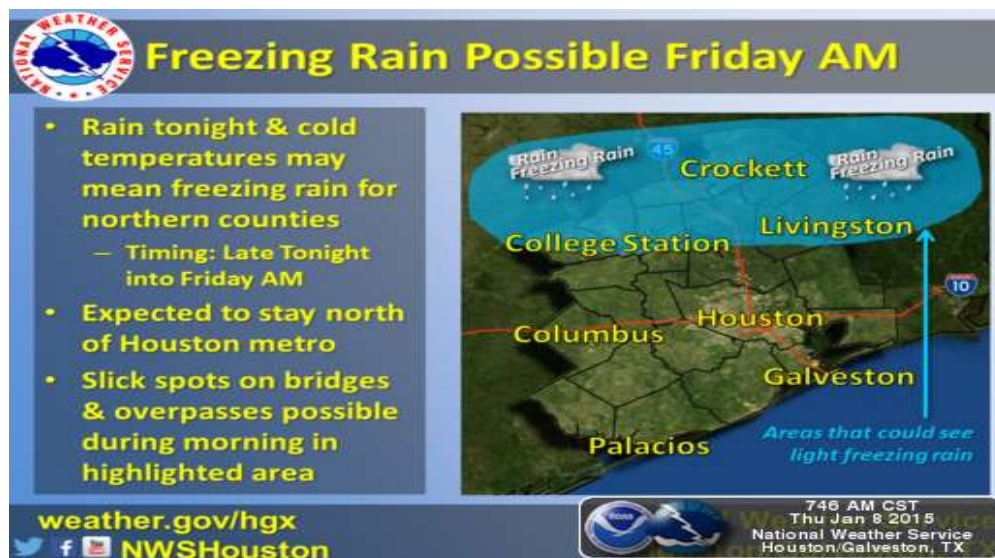 NATIONAL WEATHER SERVICE
Freezing Rain Possible Friday AM
• Rain tonight & cold
temperatures may
mean freezing rain for
northern counties
– Timing: Late Tonight
into Friday AM
• Expected to stay north
of Houston metro
• Slick spots on bridges
& overpasses possible
during morning in
highlighted area
Rain
Freezing Rain
45
Crockett
Rain
Freezing Rain
Livingston
College Station
10
Houston
Columbus
Galveston
Palacios
Areas that could see
light freezing rain
weather.gov/hgx
NWSHouston
NOAA
746 AM CST
Thu Jan 8 2015
National Weather Service
Houston/Galveston, TX